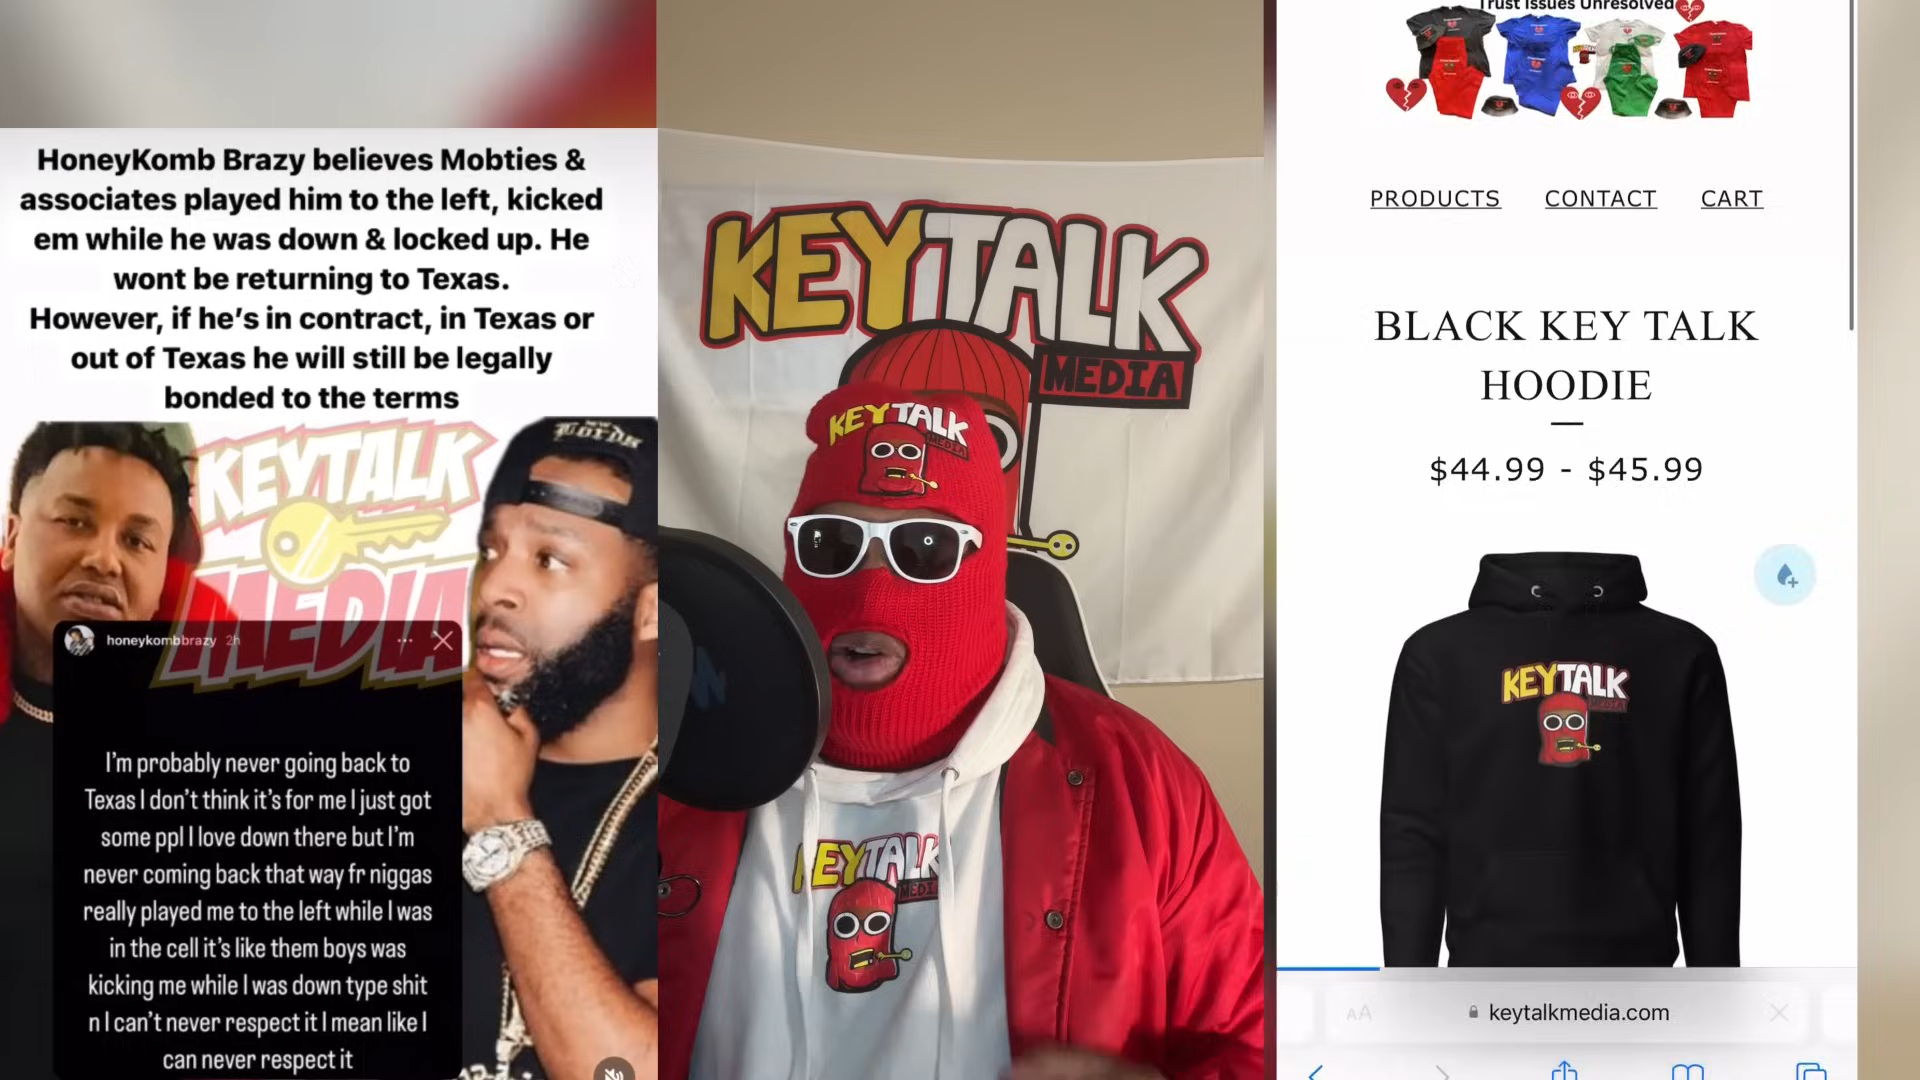 HoneyKomb Brazy believes Mobties &
associates played him to the left, kicked
em while he was down & locked up. He
wont be returning to Texas.
However, if he's in contract, in Texas or
out of Texas he will still be legally
bonded to the terms
KEYTALK
MEDIA
Lords
honeykombbrazy 2h
I'm probably never going back to
Texas I don't think it's for me I just got
some ppl I love down there but I'm
never coming back that way fr niggas
really played me to the left while I was
in the cell it's like them boys was
kicking me while I was down type shit
n I can't never respect it I mean like I
can never respect it
KEYTALK
MEDIA
KEYTALK
MEDIA
KEYTALK
MEDIA
Trust Issues Unresolved
PRODUCTS CONTACT CART
BLACK KEY TALK
HOODIE
$44.99 - $45.99
KEYTALK
MEDIA
AA keytalkmedia.com